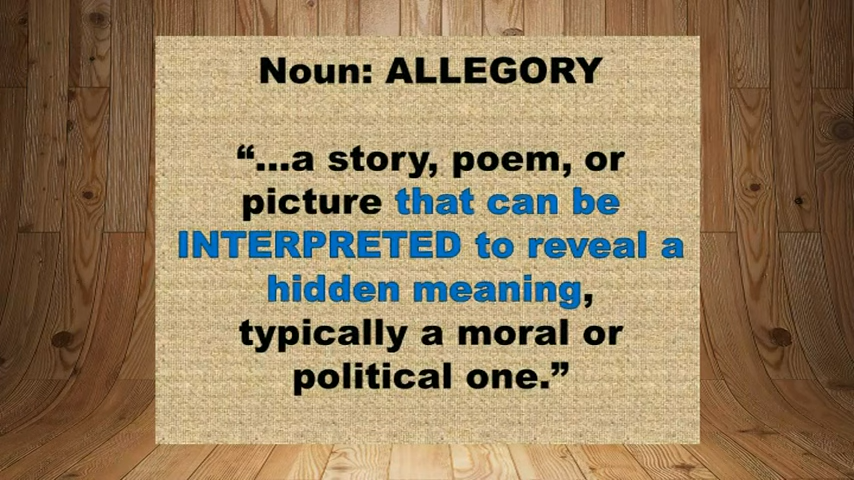 Noun: ALLEGORY
“...a story, poem, or
picture that can be
INTERPRETED to reveal a
hidden meaning,
typically a moral or
political one.”